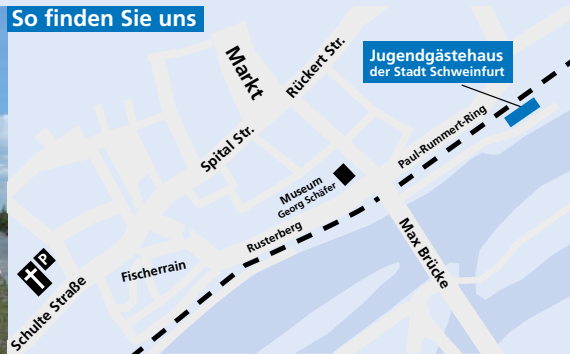 So finden Sie uns
Markt
Rückert Str.
Jugendgästehaus
der Stadt Schweinfurt
Spital Str.
Paul-Rummert-Ring
Museum
Georg Schäfer
Rusterberg
Max Brücke
Fischerrain
P
Schulte Straße